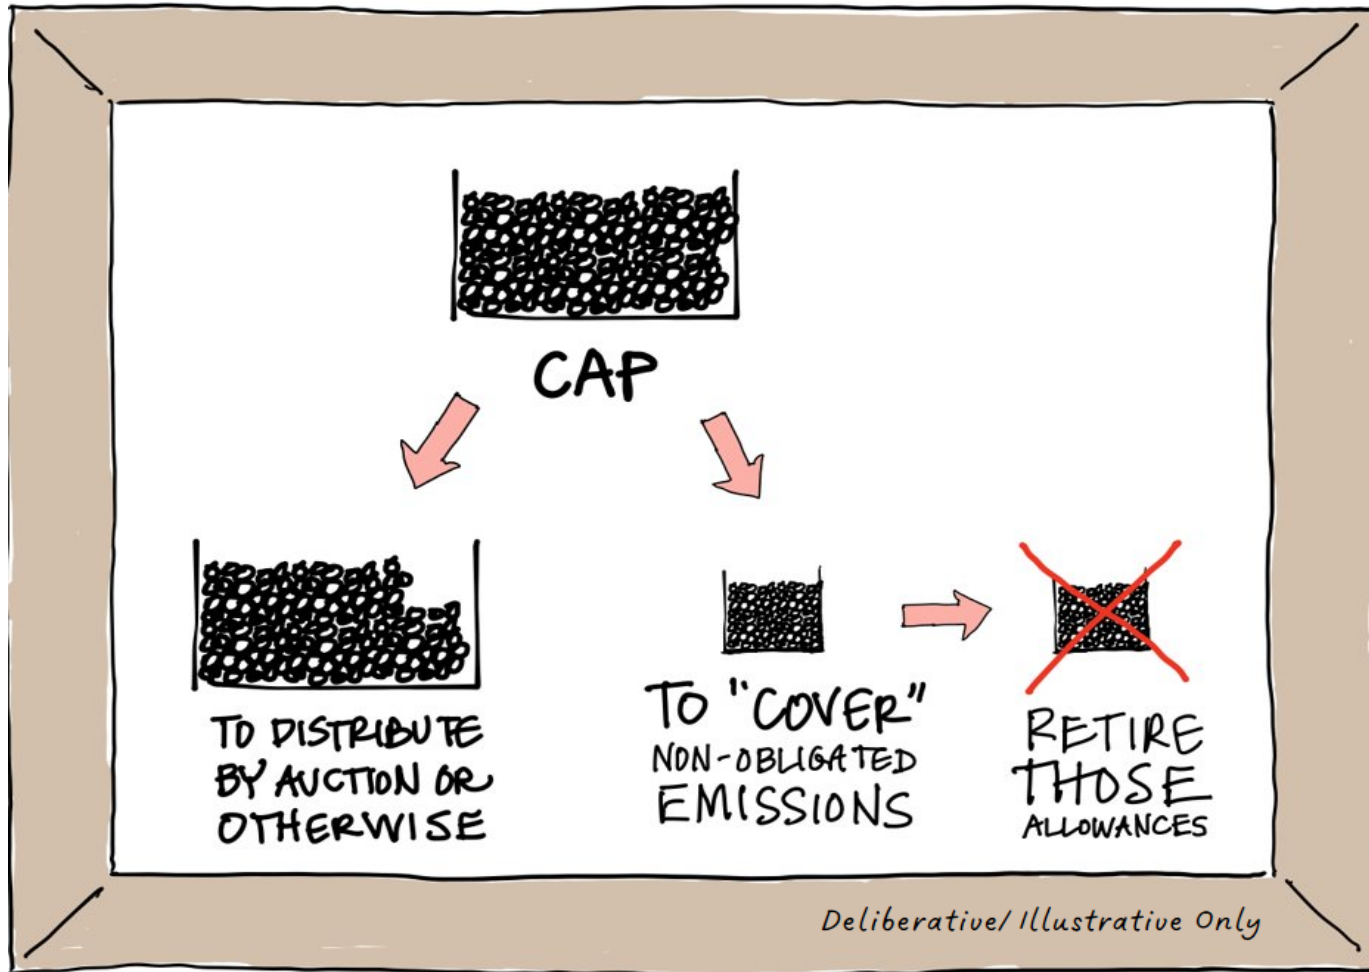 CAP
TO DISTRIBUTE
BY AUCTION OR
OTHERWISE
TO "COVER"
NON-OBLIGATED
EMISSIONS
RETIRE
THOSE
ALLOWANCES
Deliberative/ Illustrative Only